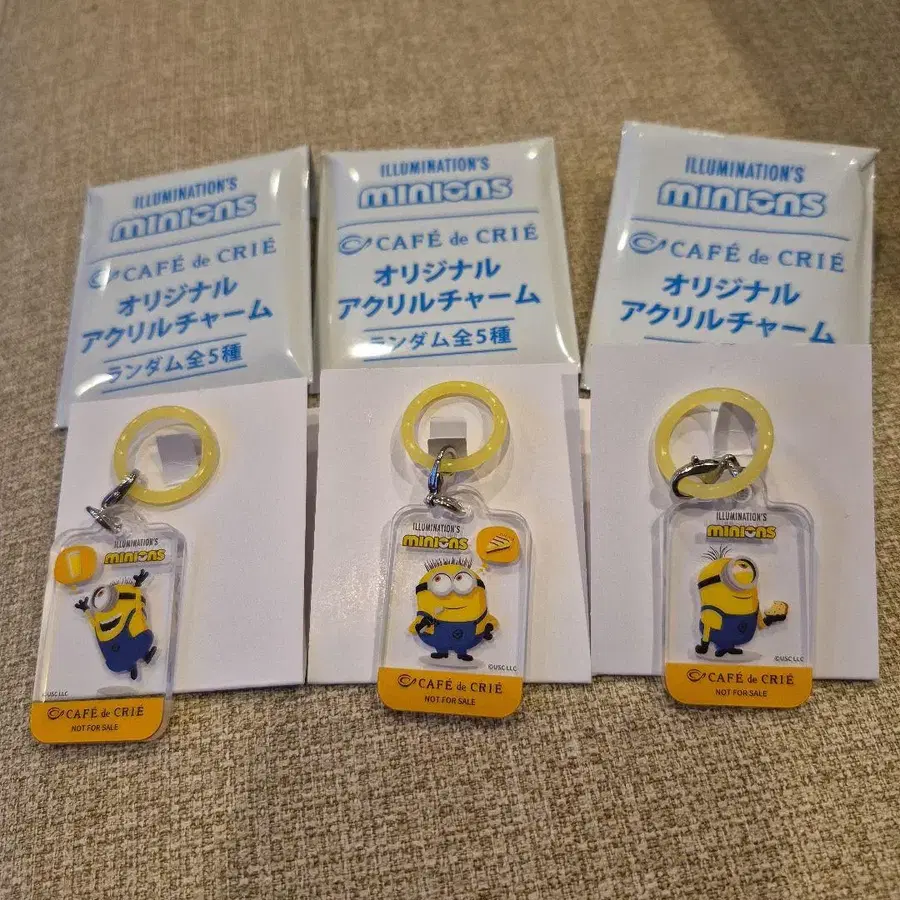 ILLUMINATION'S
minions
CAFÉ de CRIÉ
オリジナル
アクリルチャーム
ランダム全5種
ILLUMINATION'S
minions
CAFÉ de CRIÉ
オリジナル
アクリルチャーム
ランダム全5種
ILLUMINATION'S
minions
CAFÉ de CRIÉ
オリジナル
アクリルチャーム
ILLUMINATION'S
minions
©USC LLC
CAFÉ de CRIÉ
NOT FOR SALE
ILLUMINATION'S
minions
©USC LLC
CAFÉ de CRIÉ
NOT FOR SALE
ILLUMINATION'S
minions
©USC LLC
CAFÉ de CRIÉ
NOT FOR SALE